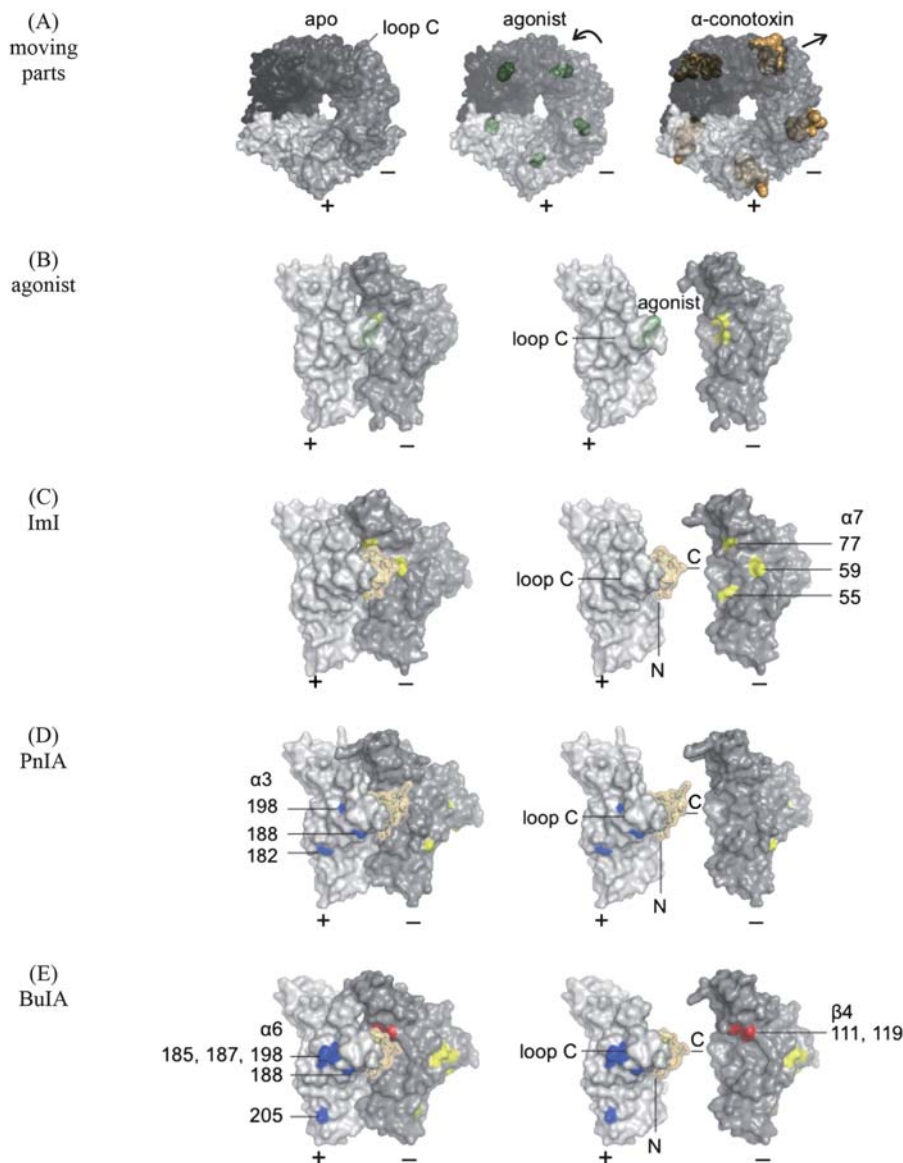 (A)
moving
parts
apo
loop C
agonist
α-conotoxin
−
+
−
+
−
+
(B)
agonist
agonist
loop C
+
−
+
−
(C)
ImI
α7
77
59
55
C
loop C
N
+
−
+
−
(D)
PnIA
α3
198
188
182
C
loop C
N
+
−
+
−
(E)
BuIA
α6
185, 187, 198
188
205
β4
111, 119
C
loop C
N
+
−
+
−